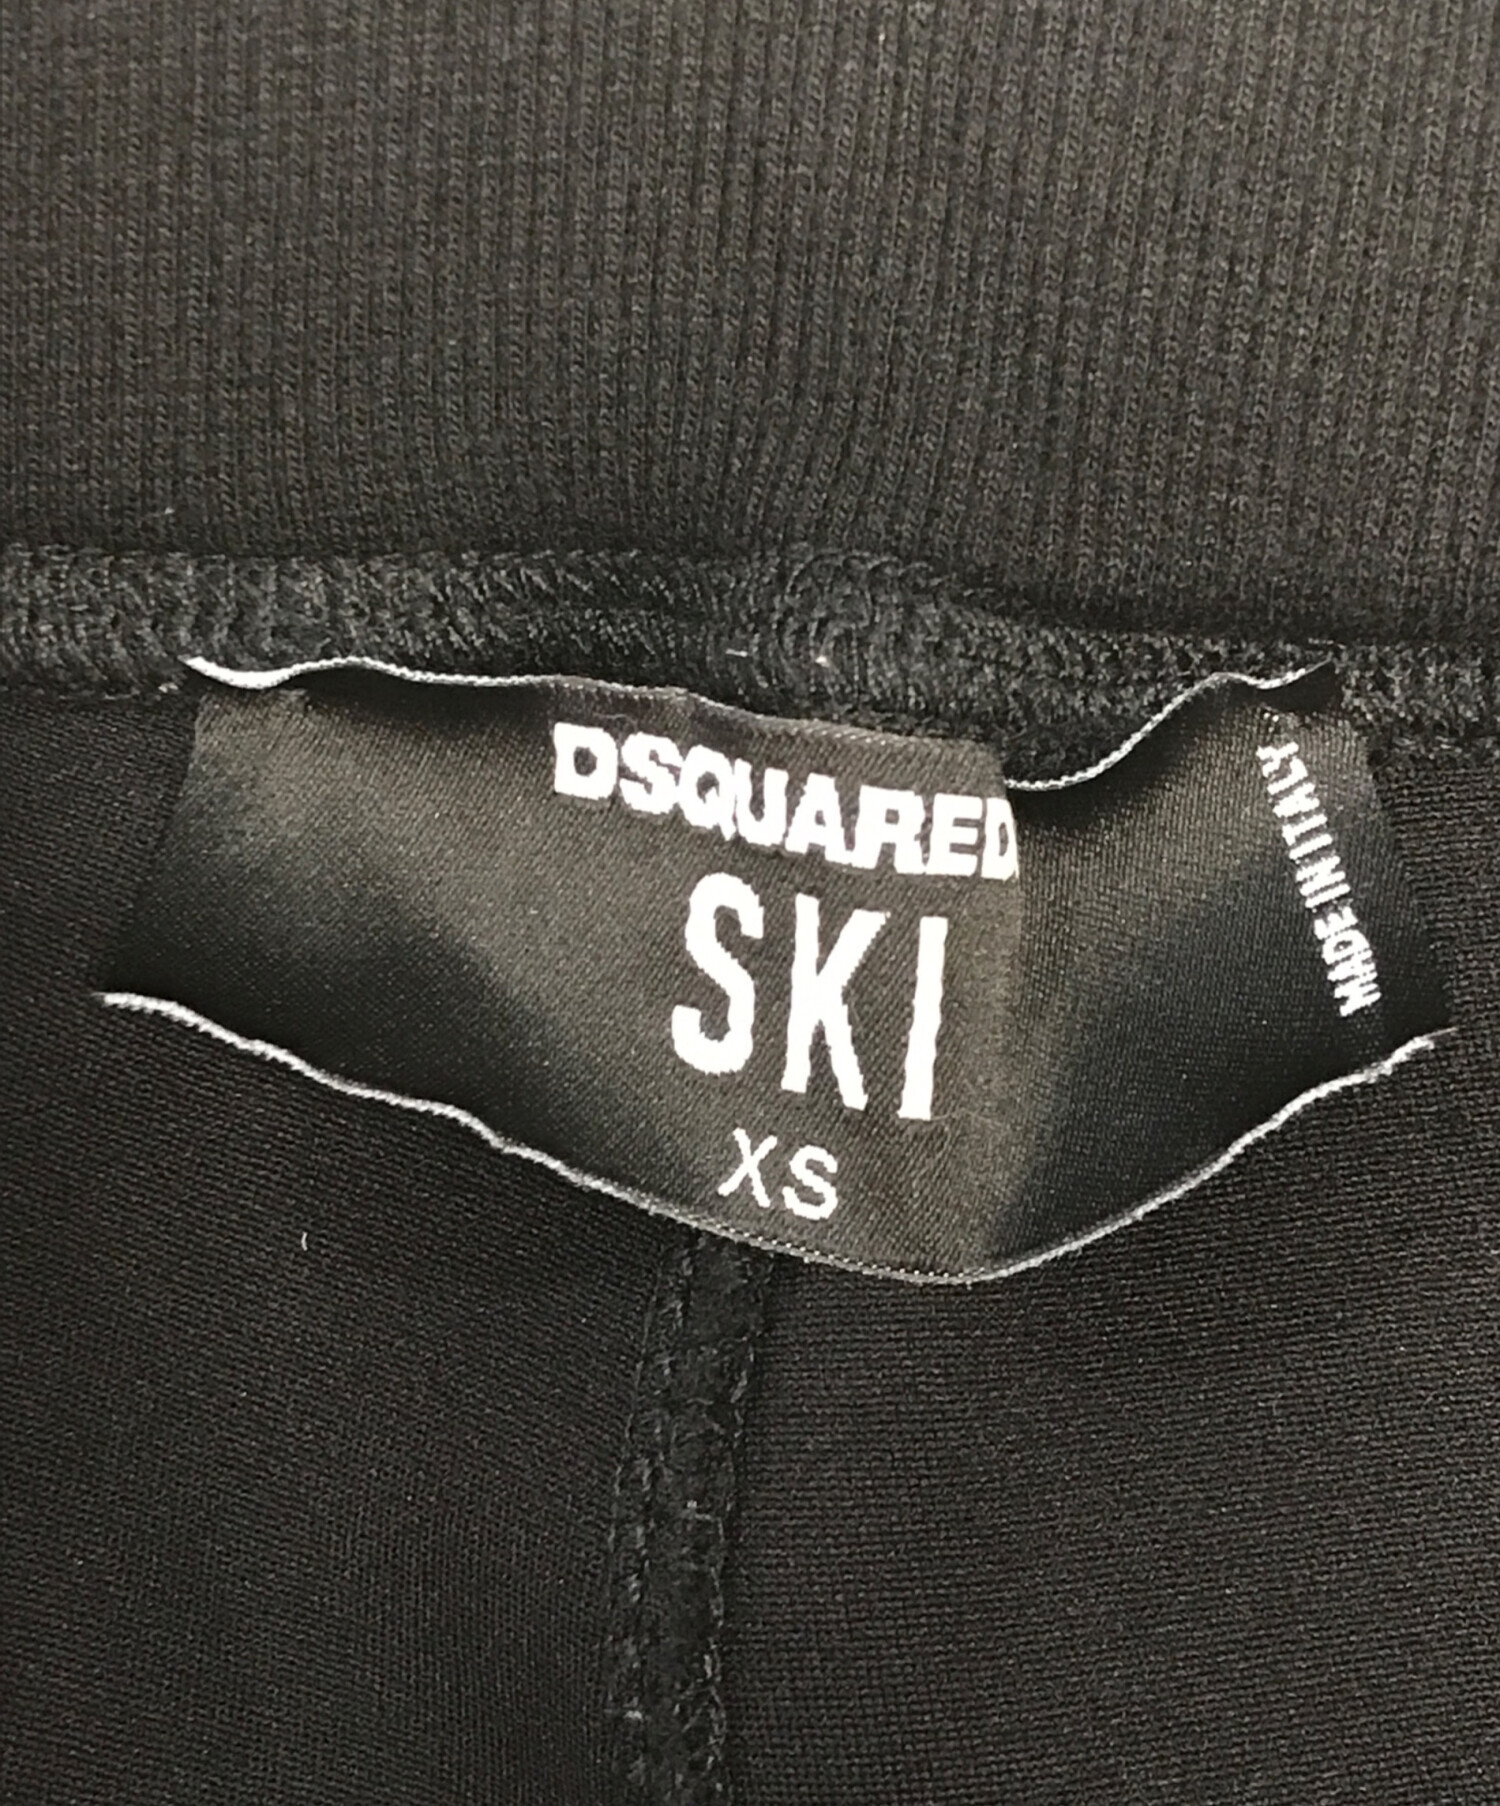 DSQUARED
SKI
XS
MADE IN ITALY